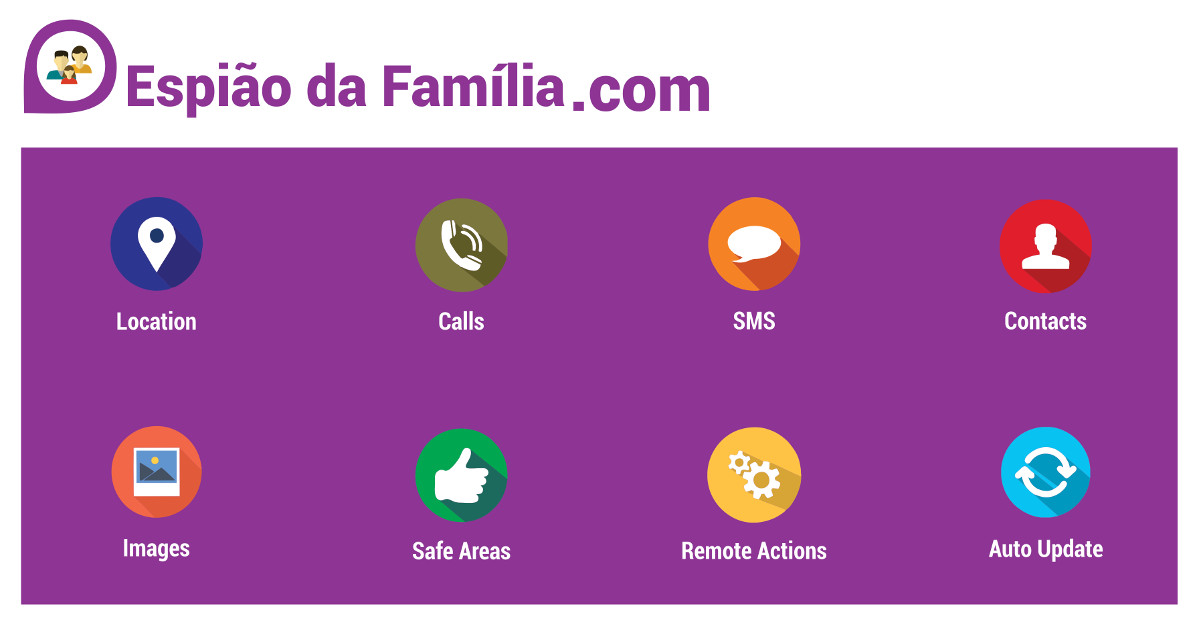 Espião da Família.com
Location Calls SMS Contacts
Images Safe Areas Remote Actions Auto Update